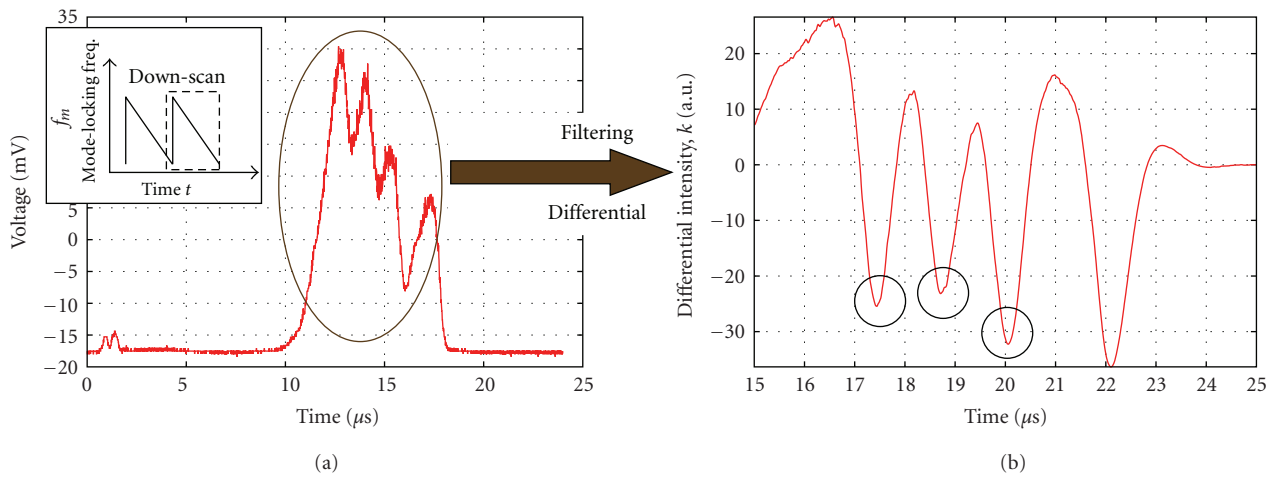 35
Down-scan
f_m
Mode-locking freq.
Time t
5
0
−5
−10
−15
−20
0
5
10
15
20
25
Voltage (mV)
Time (μs)
(a)
Filtering
Differential
20
10
0
−10
−20
−30
15
16
17
18
19
20
21
22
23
24
25
Differential intensity, k (a.u.)
Time (μs)
(b)